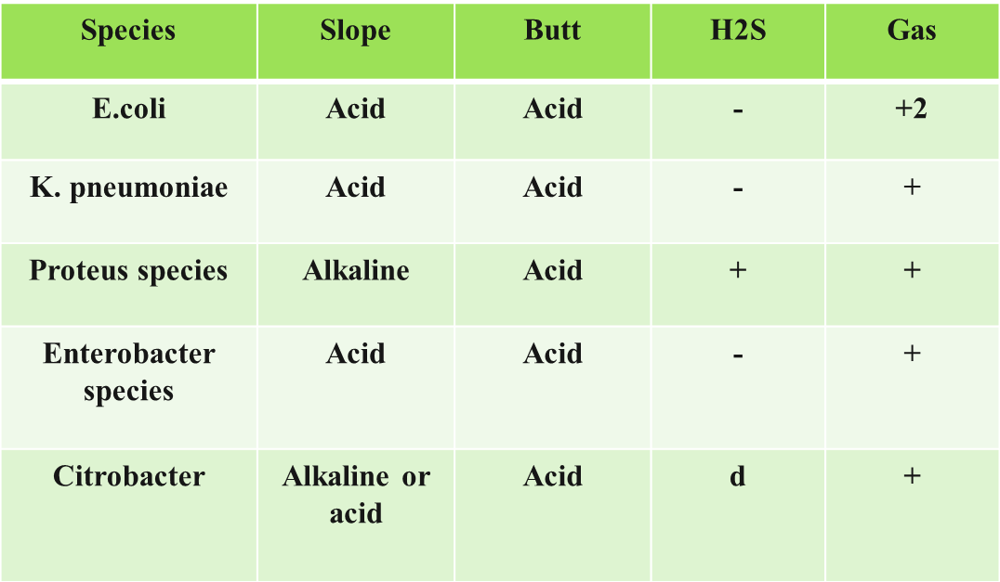 Species Slope Butt H2S Gas
E.coli Acid Acid - +2
K. pneumoniae Acid Acid - +
Proteus species Alkaline Acid + +
Enterobacter species Acid Acid - +
Citrobacter Alkaline or acid Acid d +